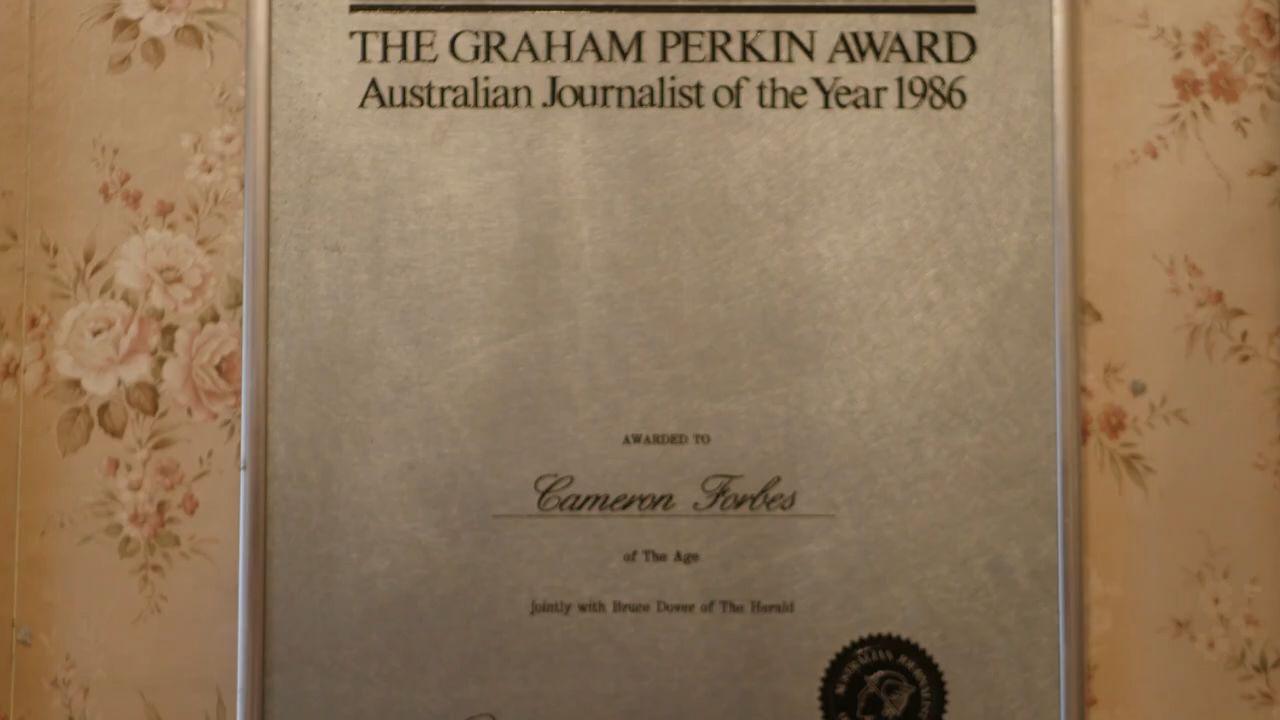 THE GRAHAM PERKIN AWARD
Australian Journalist of the Year 1986
AWARDED TO
Cameron Forbes
of The Age
jointly with Bruce Dover of The Herald
AUSTRALIAN